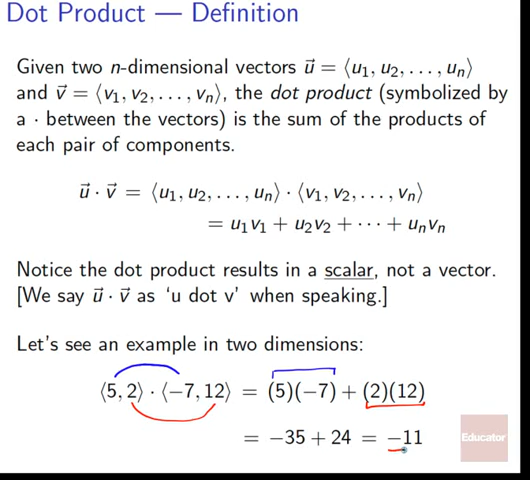 Dot Product — Definition
Given two n-dimensional vectors u⃗ = ⟨u₁, u₂, . . . , uₙ⟩
and v⃗ = ⟨v₁, v₂, . . . , vₙ⟩, the dot product (symbolized by
a · between the vectors) is the sum of the products of
each pair of components.
u⃗ · v⃗ = ⟨u₁, u₂, . . . , uₙ⟩ · ⟨v₁, v₂, . . . , vₙ⟩
= u₁v₁ + u₂v₂ + · · · + uₙvₙ
Notice the dot product results in a scalar, not a vector.
[We say u⃗ · v⃗ as ‘u dot v’ when speaking.]
Let's see an example in two dimensions:
⟨5, 2⟩ · ⟨−7, 12⟩ = (5)(−7) + (2)(12)
= −35 + 24 = −11
Educator